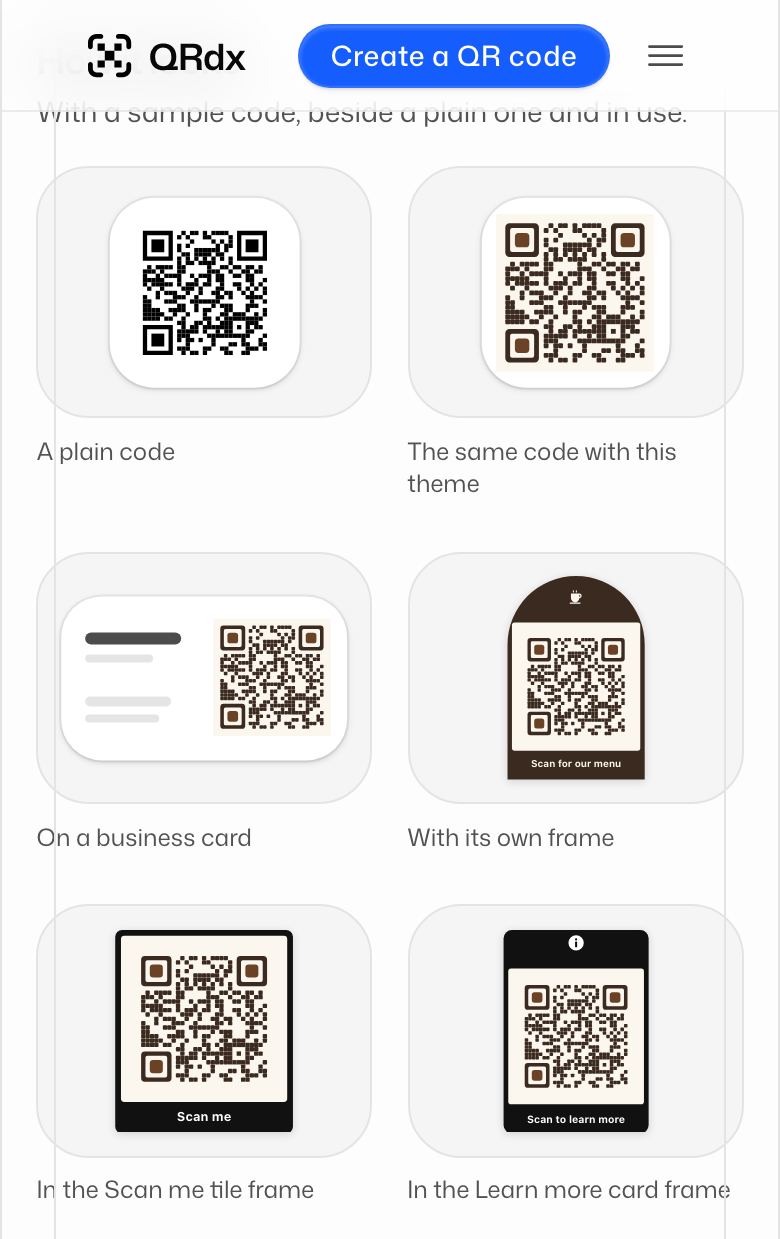 QRdx
Create a QR code
With a sample code, beside a plain one and in use.
A plain code
The same code with this
theme
Scan for our menu
On a business card
With its own frame
Scan me
Scan to learn more
In the Scan me tile frame
In the Learn more card frame